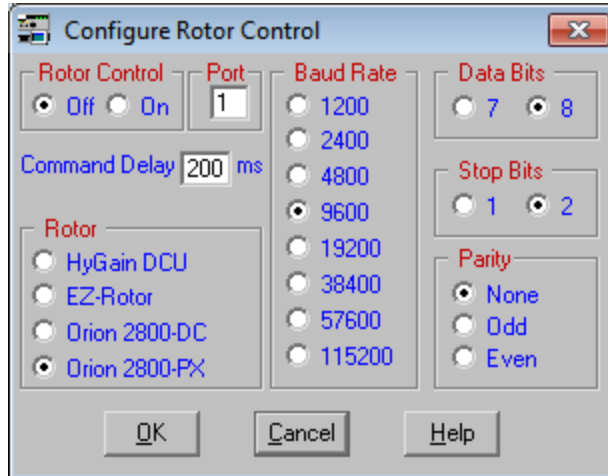 Configure Rotor Control
Rotor Control
Off On
Port
1
Command Delay 200 ms
Rotor
HyGain DCU
EZ-Rotor
Orion 2800-DC
Orion 2800-PX
Baud Rate
1200
2400
4800
9600
19200
38400
57600
115200
Data Bits
7 8
Stop Bits
1 2
Parity
None
Odd
Even
OK Cancel Help